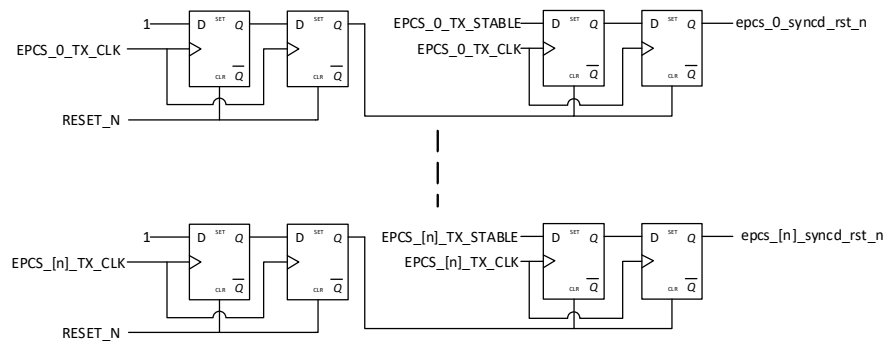 1 D SET Q D SET Q EPCS_0_TX_STABLE D SET Q D SET Q epcs_0_syncd_rst_n
EPCS_0_TX_CLK EPCS_0_TX_CLK
CLR Q CLR Q CLR Q CLR Q
RESET_N
1 D SET Q D SET Q EPCS_[n]_TX_STABLE D SET Q D SET Q epcs_[n]_syncd_rst_n
EPCS_[n]_TX_CLK EPCS_[n]_TX_CLK
CLR Q CLR Q CLR Q CLR Q
RESET_N